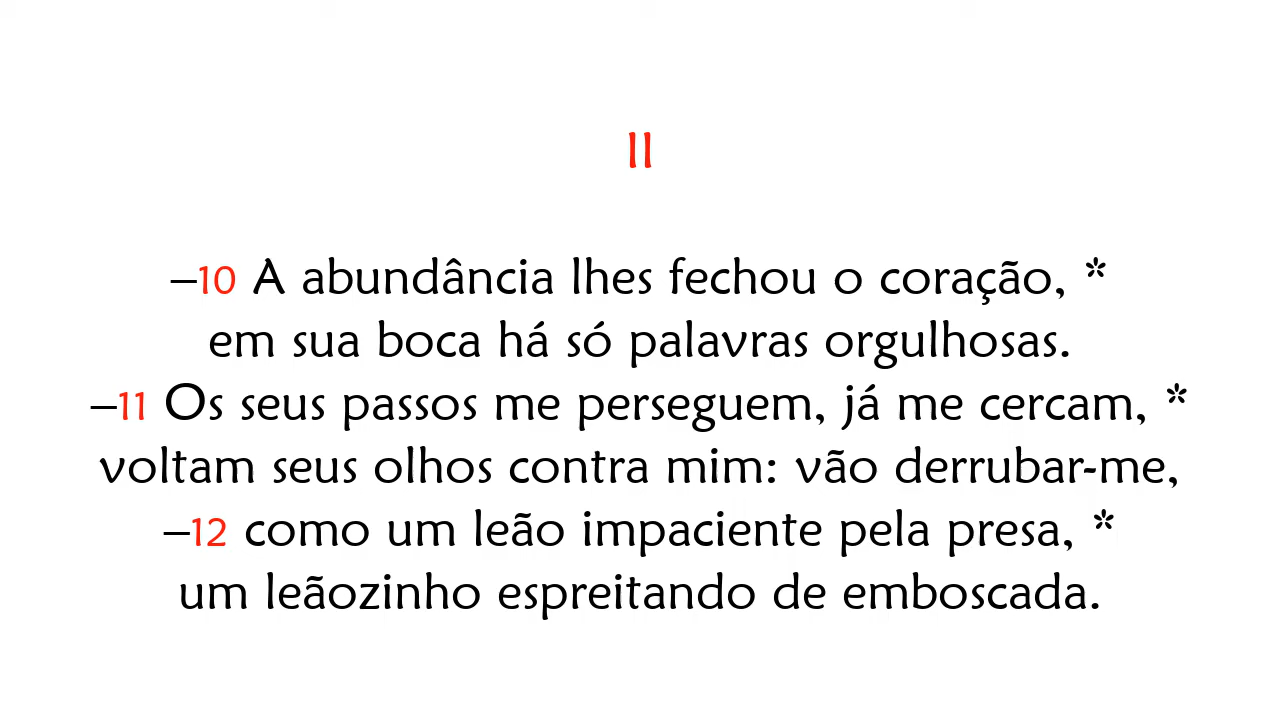 II
–10 A abundância lhes fechou o coração, *
em sua boca há só palavras orgulhosas.
–11 Os seus passos me perseguem, já me cercam, *
voltam seus olhos contra mim: vão derrubar-me,
–12 como um leão impaciente pela presa, *
um leãozinho espreitando de emboscada.